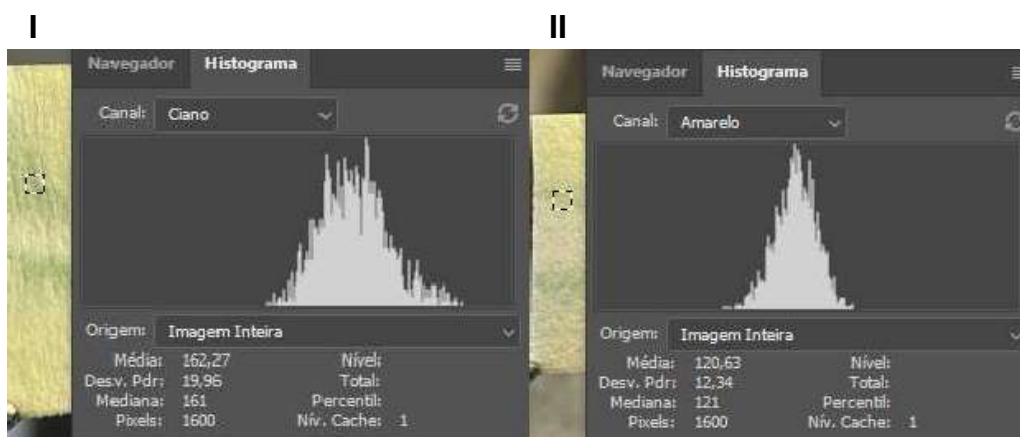 I
II
Navegador Histograma
Canal: Ciano
Origem: Imagem Inteira
Média: 162,27 Nível:
Desv. Pdr: 19,96 Total:
Mediana: 161 Percentil:
Pixels: 1600 Nív. Cache: 1
Navegador Histograma
Canal: Amarelo
Origem: Imagem Inteira
Média: 120,63 Nível:
Desv. Pdr: 12,34 Total:
Mediana: 121 Percentil:
Pixels: 1600 Nív. Cache: 1